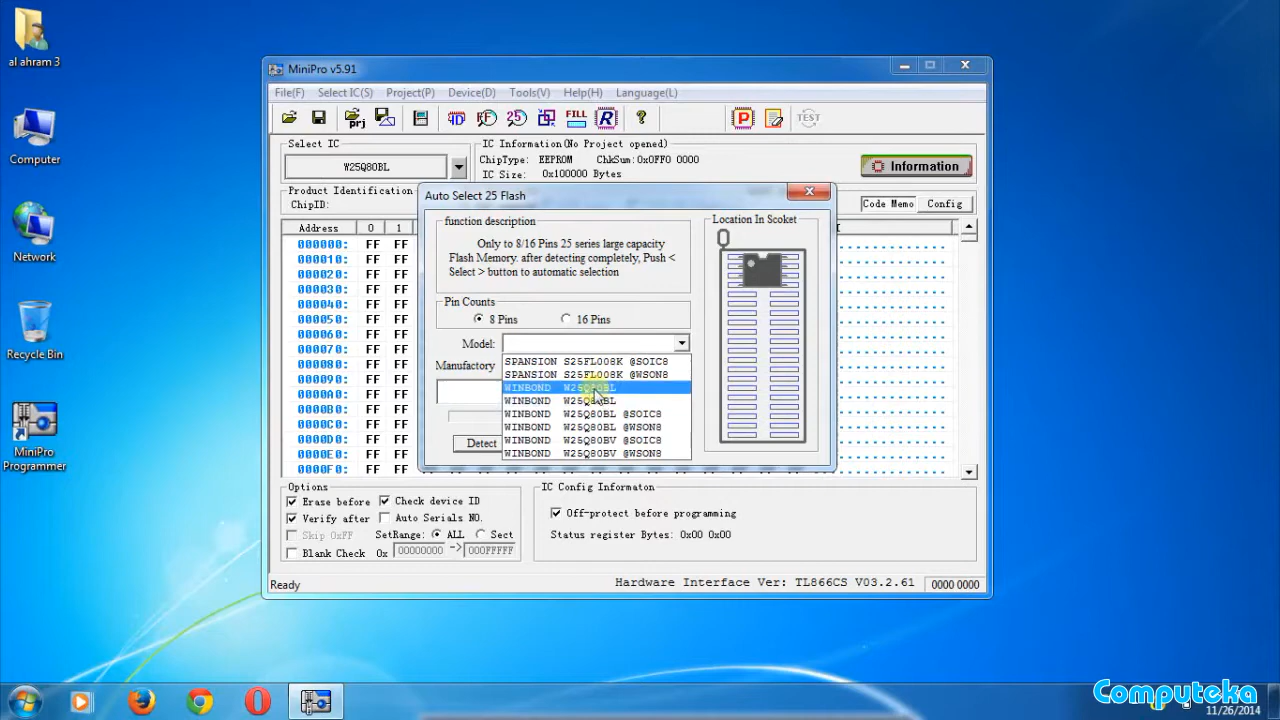 al ahram 3
Computer
Network
Recycle Bin
MiniPro
Programmer
MiniPro v5.91
File(F) Select IC(S) Project(P) Device(D) Tools(V) Help(H) Language(L)
prj
FILL
R
?
P
TEST
Select IC
W25Q80BL
IC Information(No Project opened)
ChipType: EEPROM ChkSum:0x0FF0 0000
IC Size: 0x100000 Bytes
Information
Product Identification
ChipID:
Code Memo Config
Address 0 1
000000: FF FF
000010: FF FF
000020: FF FF
000030: FF FF
000040: FF FF
000050: FF FF
000060: FF FF
000070: FF FF
000080: FF FF
000090: FF FF
0000A0: FF FF
0000B0: FF FF
0000C0: FF FF
0000D0: FF FF
0000E0: FF FF
0000F0: FF FF
Auto Select 25 Flash
function description
Only to 8/16 Pins 25 series large capacity
Flash Memory. after detecting completely, Push <
Select > button to automatic selection
Pin Counts
8 Pins 16 Pins
Model:
Manufactory
SPANSION S25FL008K @SOIC8
SPANSION S25FL008K @WSON8
WINBOND W25Q80BL
WINBOND W25Q80BL
WINBOND W25Q80BL @SOIC8
WINBOND W25Q80BL @WSON8
WINBOND W25Q80BV @SOIC8
WINBOND W25Q80BV @WSON8
Detect
Location In Scoket
Options
Erase before Check device ID
Verify after Auto Serials NO.
Skip 0xFF SetRange: ALL Sect
Blank Check 0x 00000000 -> 000FFFFF
IC Config Informaton
Off-protect before programming
Status register Bytes: 0x00 0x00
Ready
Hardware Interface Ver: TL866CS V03.2.61
0000 0000
Computeka
11/26/2014